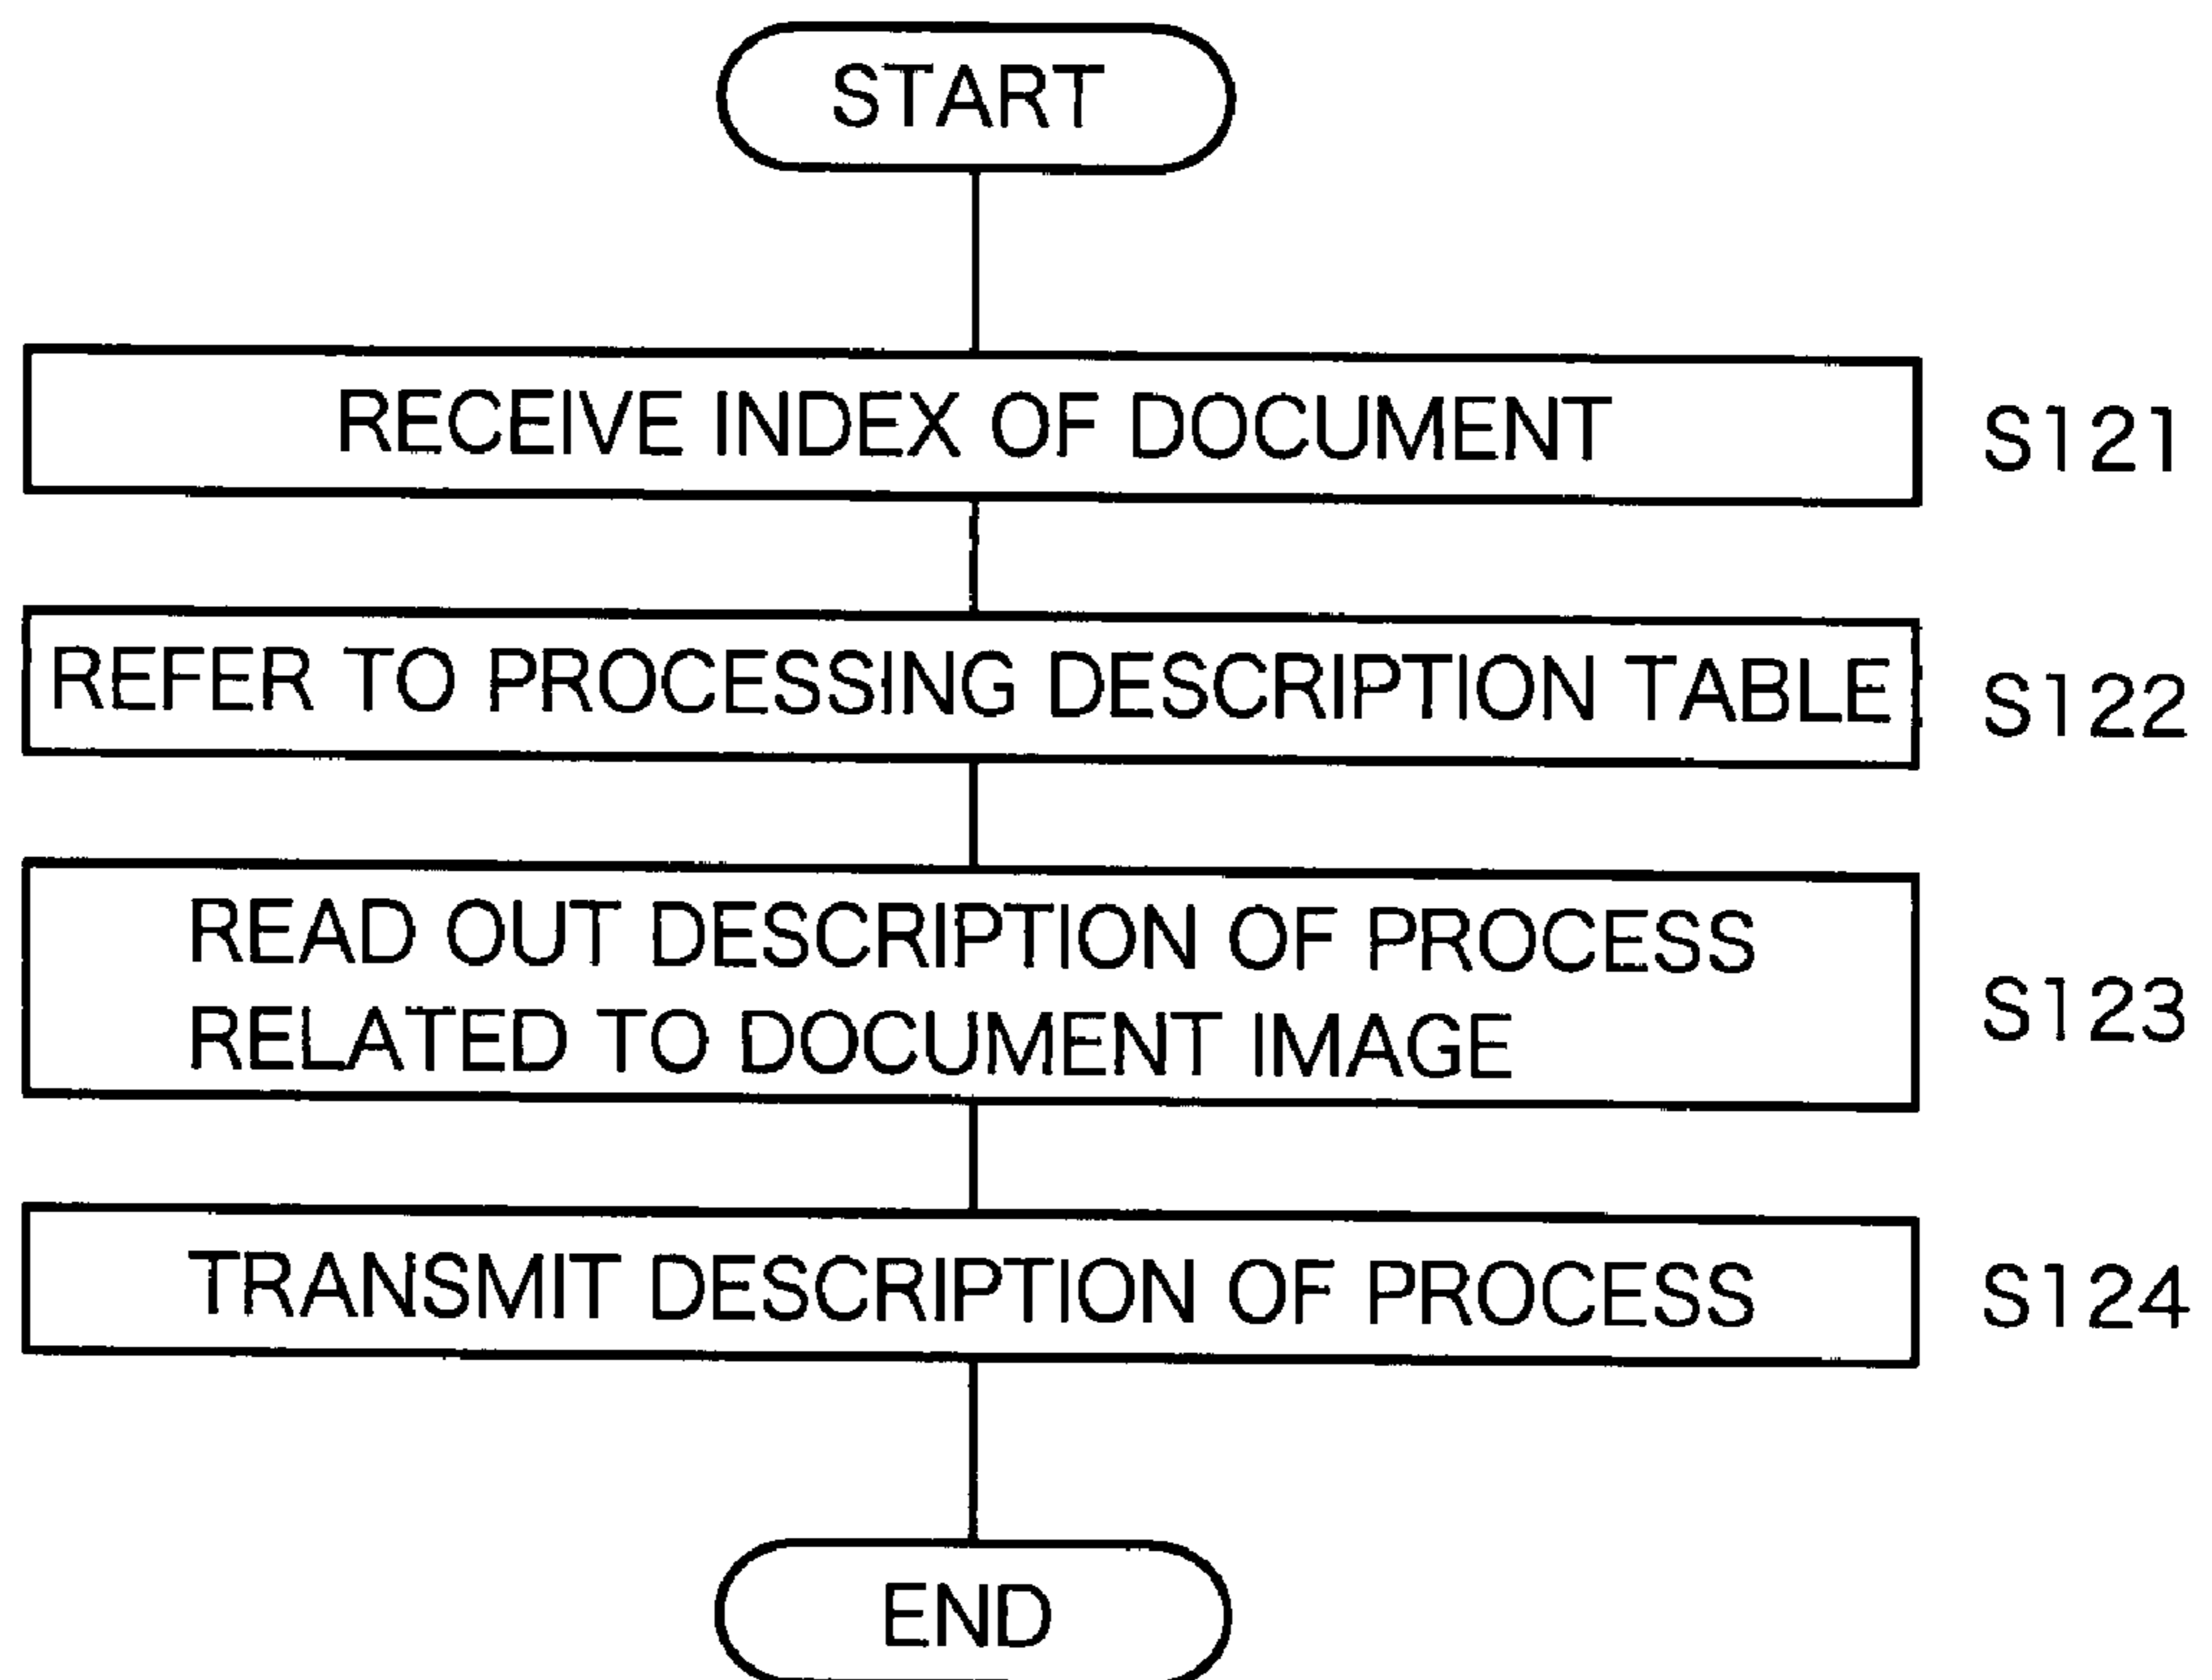 START
RECEIVE INDEX OF DOCUMENT
S121
REFER TO PROCESSING DESCRIPTION TABLE
S122
READ OUT DESCRIPTION OF PROCESS
RELATED TO DOCUMENT IMAGE
S123
TRANSMIT DESCRIPTION OF PROCESS
S124
END